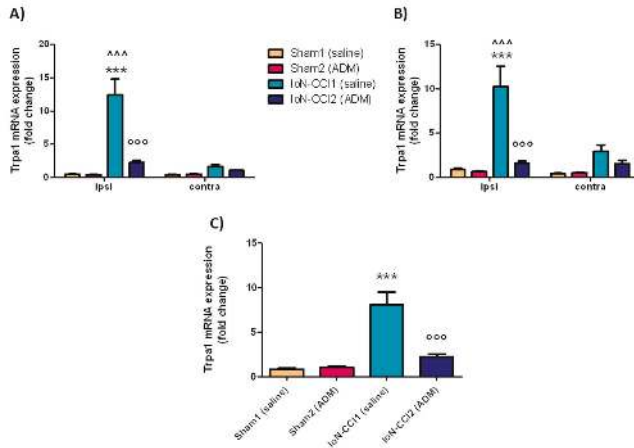 A)
Trpa1 mRNA expression
(fold change)
20
15
10
5
0
^^^
***
°°°
ipsi
contra
Sham1 (saline)
Sham2 (ADM)
IoN-CCI1 (saline)
IoN-CCI2 (ADM)
B)
Trpa1 mRNA expression
(fold change)
15
10
5
0
^^^
***
°°°
ipsi
contra
C)
Trpa1 mRNA expression
(fold change)
15
10
5
0
***
°°°
Sham1 (saline)
Sham2 (ADM)
IoN-CCI1 (saline)
IoN-CCI2 (ADM)